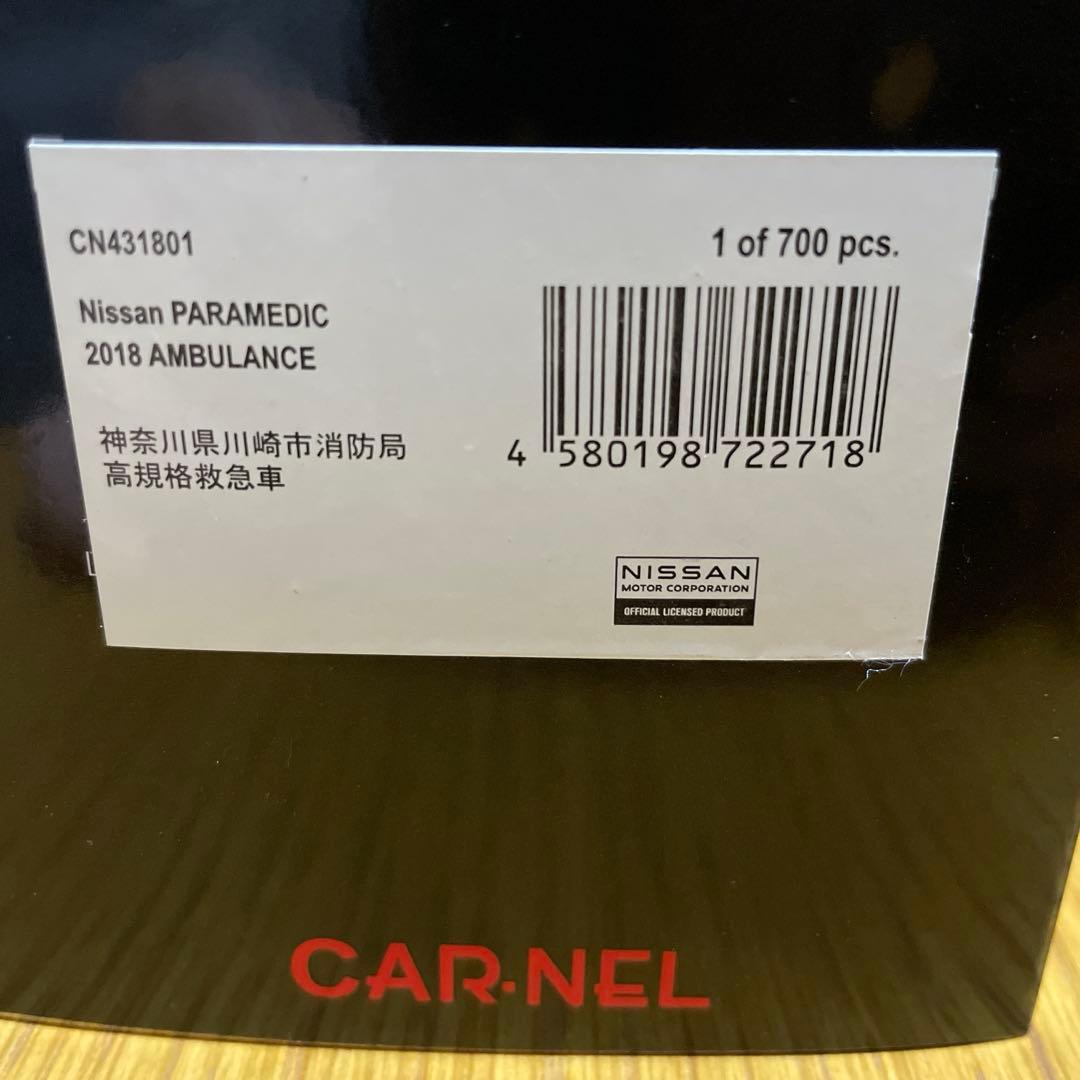 CN431801
1 of 700 pcs.
Nissan PARAMEDIC
2018 AMBULANCE
神奈川県川崎市消防局
高規格救急車
4 580198 722718
NISSAN
MOTOR CORPORATION
OFFICIAL LICENSED PRODUCT
CAR·NEL